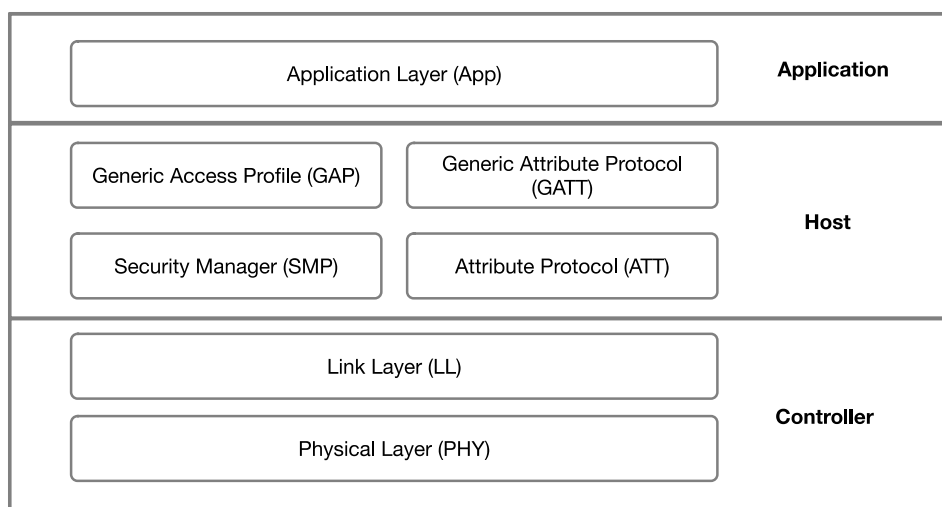 Application Layer (App)
Application
Generic Access Profile (GAP)
Generic Attribute Protocol
(GATT)
Host
Security Manager (SMP)
Attribute Protocol (ATT)
Link Layer (LL)
Controller
Physical Layer (PHY)